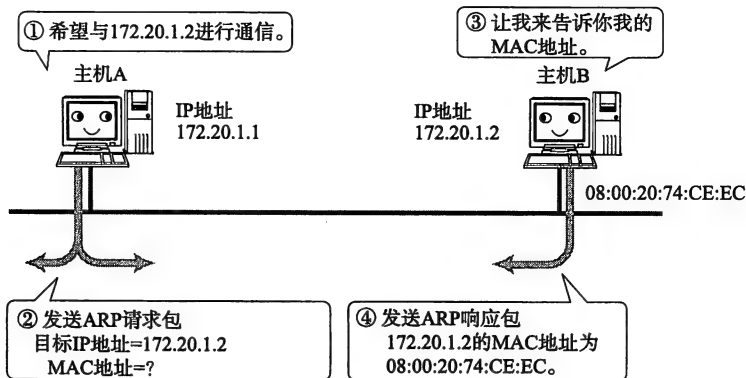 ① 希望与172.20.1.2进行通信。
③ 让我来告诉你我的
MAC地址。
主机A
主机B
IP地址
172.20.1.1
IP地址
172.20.1.2
08:00:20:74:CE:EC
② 发送ARP请求包
目标IP地址=172.20.1.2
MAC地址=?
④ 发送ARP响应包
172.20.1.2的MAC地址为
08:00:20:74:CE:EC。